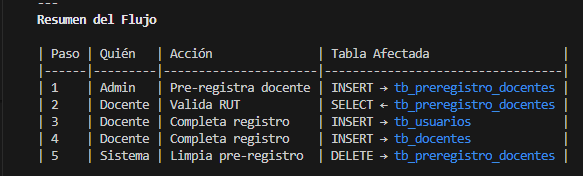 ---
Resumen del Flujo
| Paso | Quién | Acción | Tabla Afectada |
|------|---------|----------------------|-------------------------------|
| 1 | Admin | Pre-registra docente | INSERT → tb_preregistro_docentes |
| 2 | Docente | Valida RUT | SELECT ← tb_preregistro_docentes |
| 3 | Docente | Completa registro | INSERT → tb_usuarios |
| 4 | Docente | Completa registro | INSERT → tb_docentes |
| 5 | Sistema | Limpia pre-registro | DELETE → tb_preregistro_docentes |